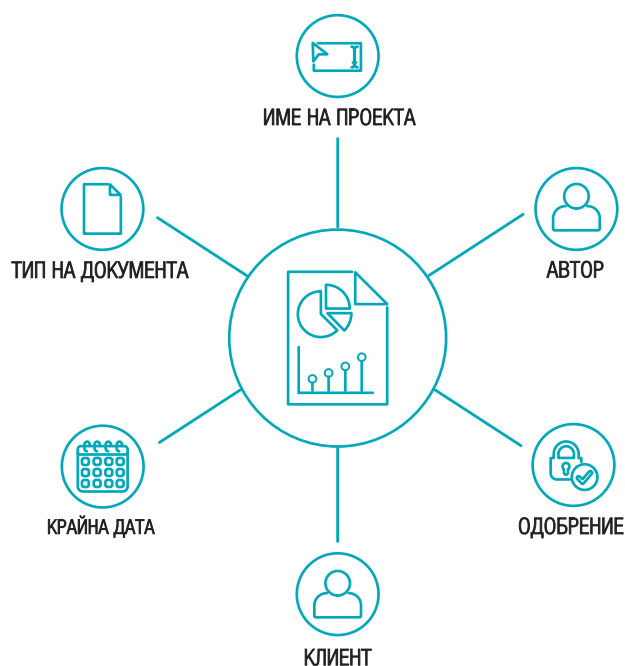 ИМЕ НА ПРОЕКТА
ТИП НА ДОКУМЕНТА
АВТОР
КРАЙНА ДАТА
ОДОБРЕНИЕ
КЛИЕНТ